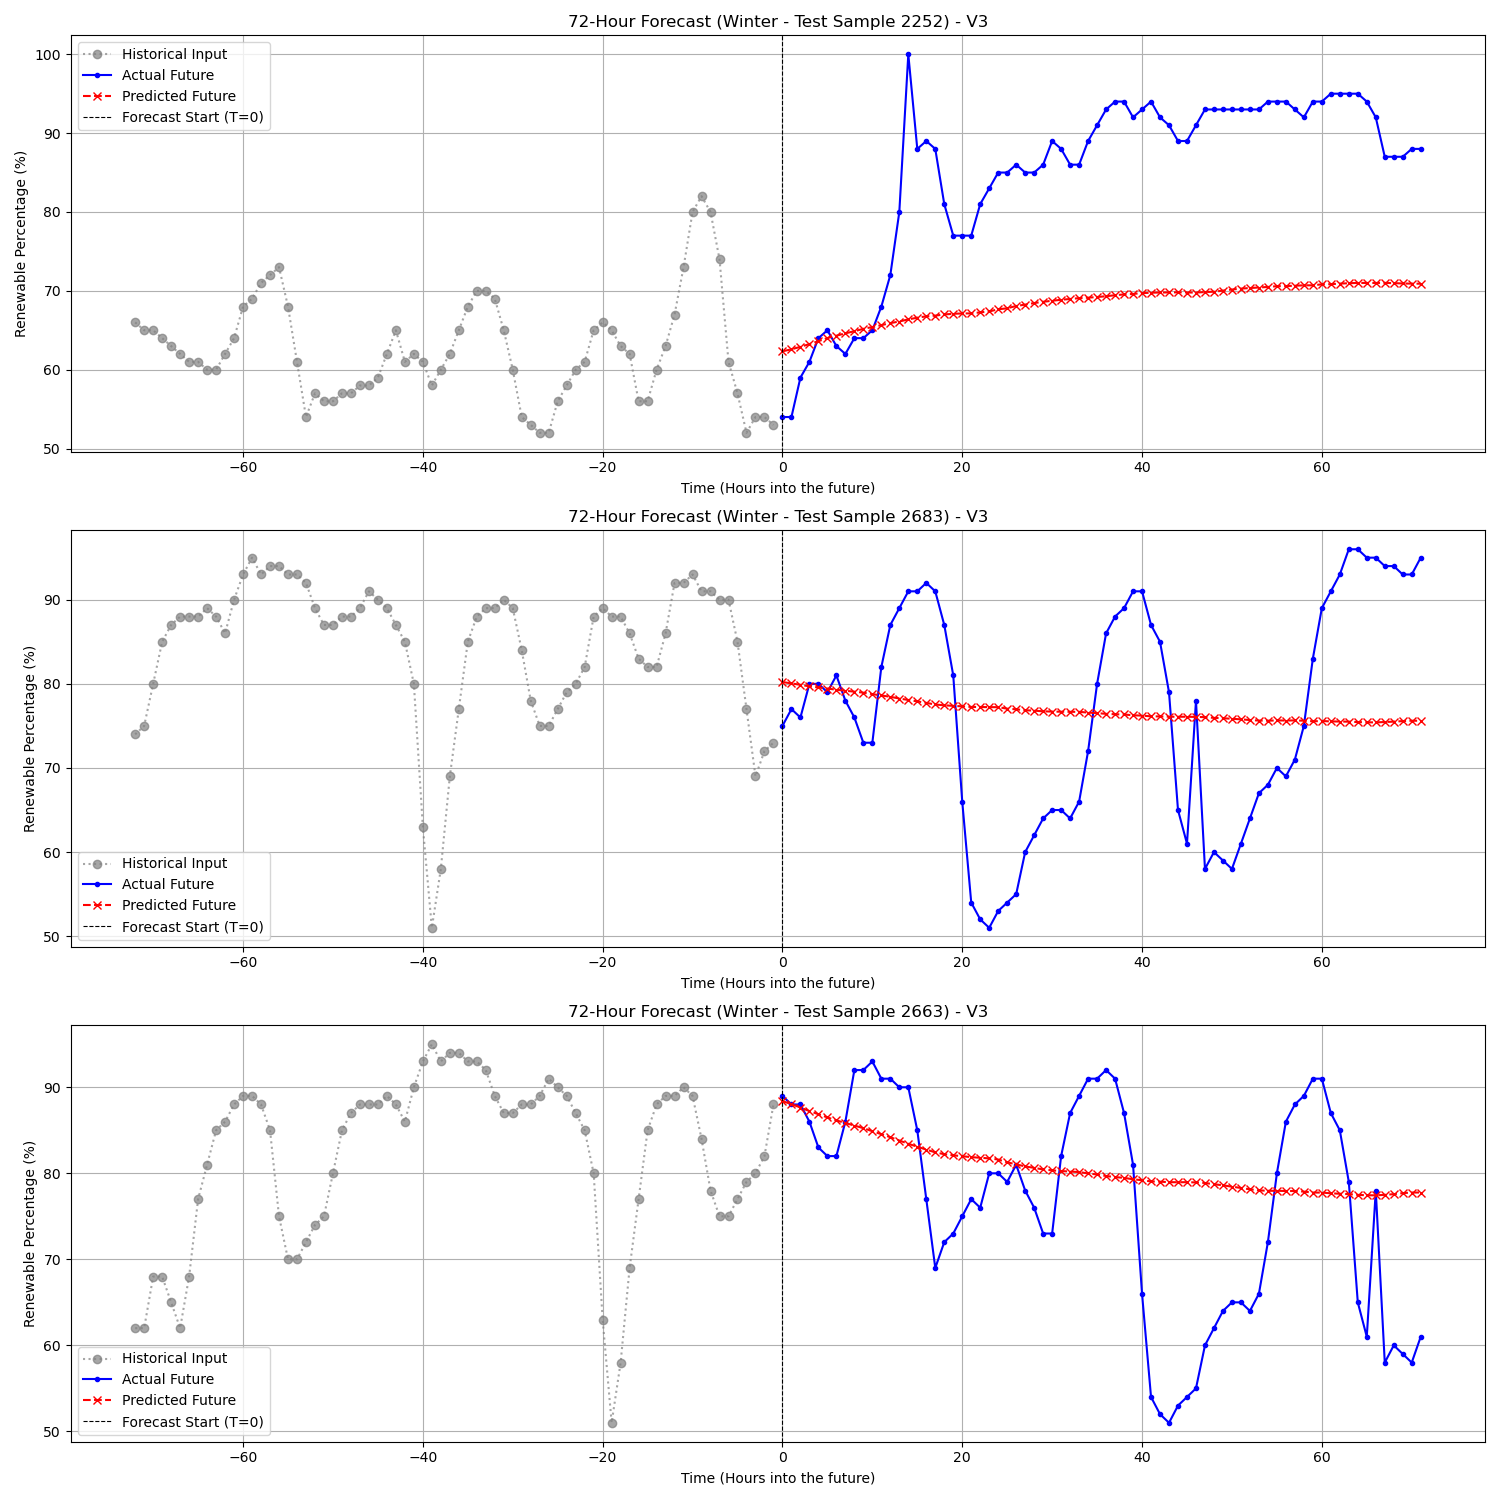 72-Hour Forecast (Winter - Test Sample 2252) - V3
Historical Input
Actual Future
Predicted Future
Forecast Start (T=0)
Renewable Percentage (%)
100
90
80
70
60
50
−60 −40 −20 0 20 40 60
Time (Hours into the future)
72-Hour Forecast (Winter - Test Sample 2683) - V3
Renewable Percentage (%)
90
80
70
60
50
Historical Input
Actual Future
Predicted Future
Forecast Start (T=0)
−60 −40 −20 0 20 40 60
Time (Hours into the future)
72-Hour Forecast (Winter - Test Sample 2663) - V3
Renewable Percentage (%)
90
80
70
60
50
Historical Input
Actual Future
Predicted Future
Forecast Start (T=0)
−60 −40 −20 0 20 40 60
Time (Hours into the future)